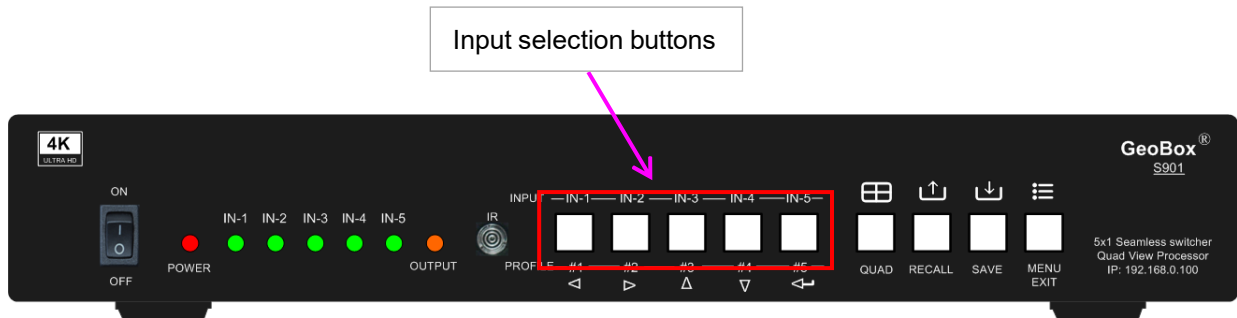 Input selection buttons
4K
ULTRA HD
GeoBox®
S901
ON
OFF
POWER
IN-1 IN-2 IN-3 IN-4 IN-5
OUTPUT
IR
INPUT IN-1 IN-2 IN-3 IN-4 IN-5
PROFILE #1 #2 #3 #4 #5
QUAD RECALL SAVE MENU
EXIT
5x1 Seamless switcher
Quad View Processor
IP: 192.168.0.100